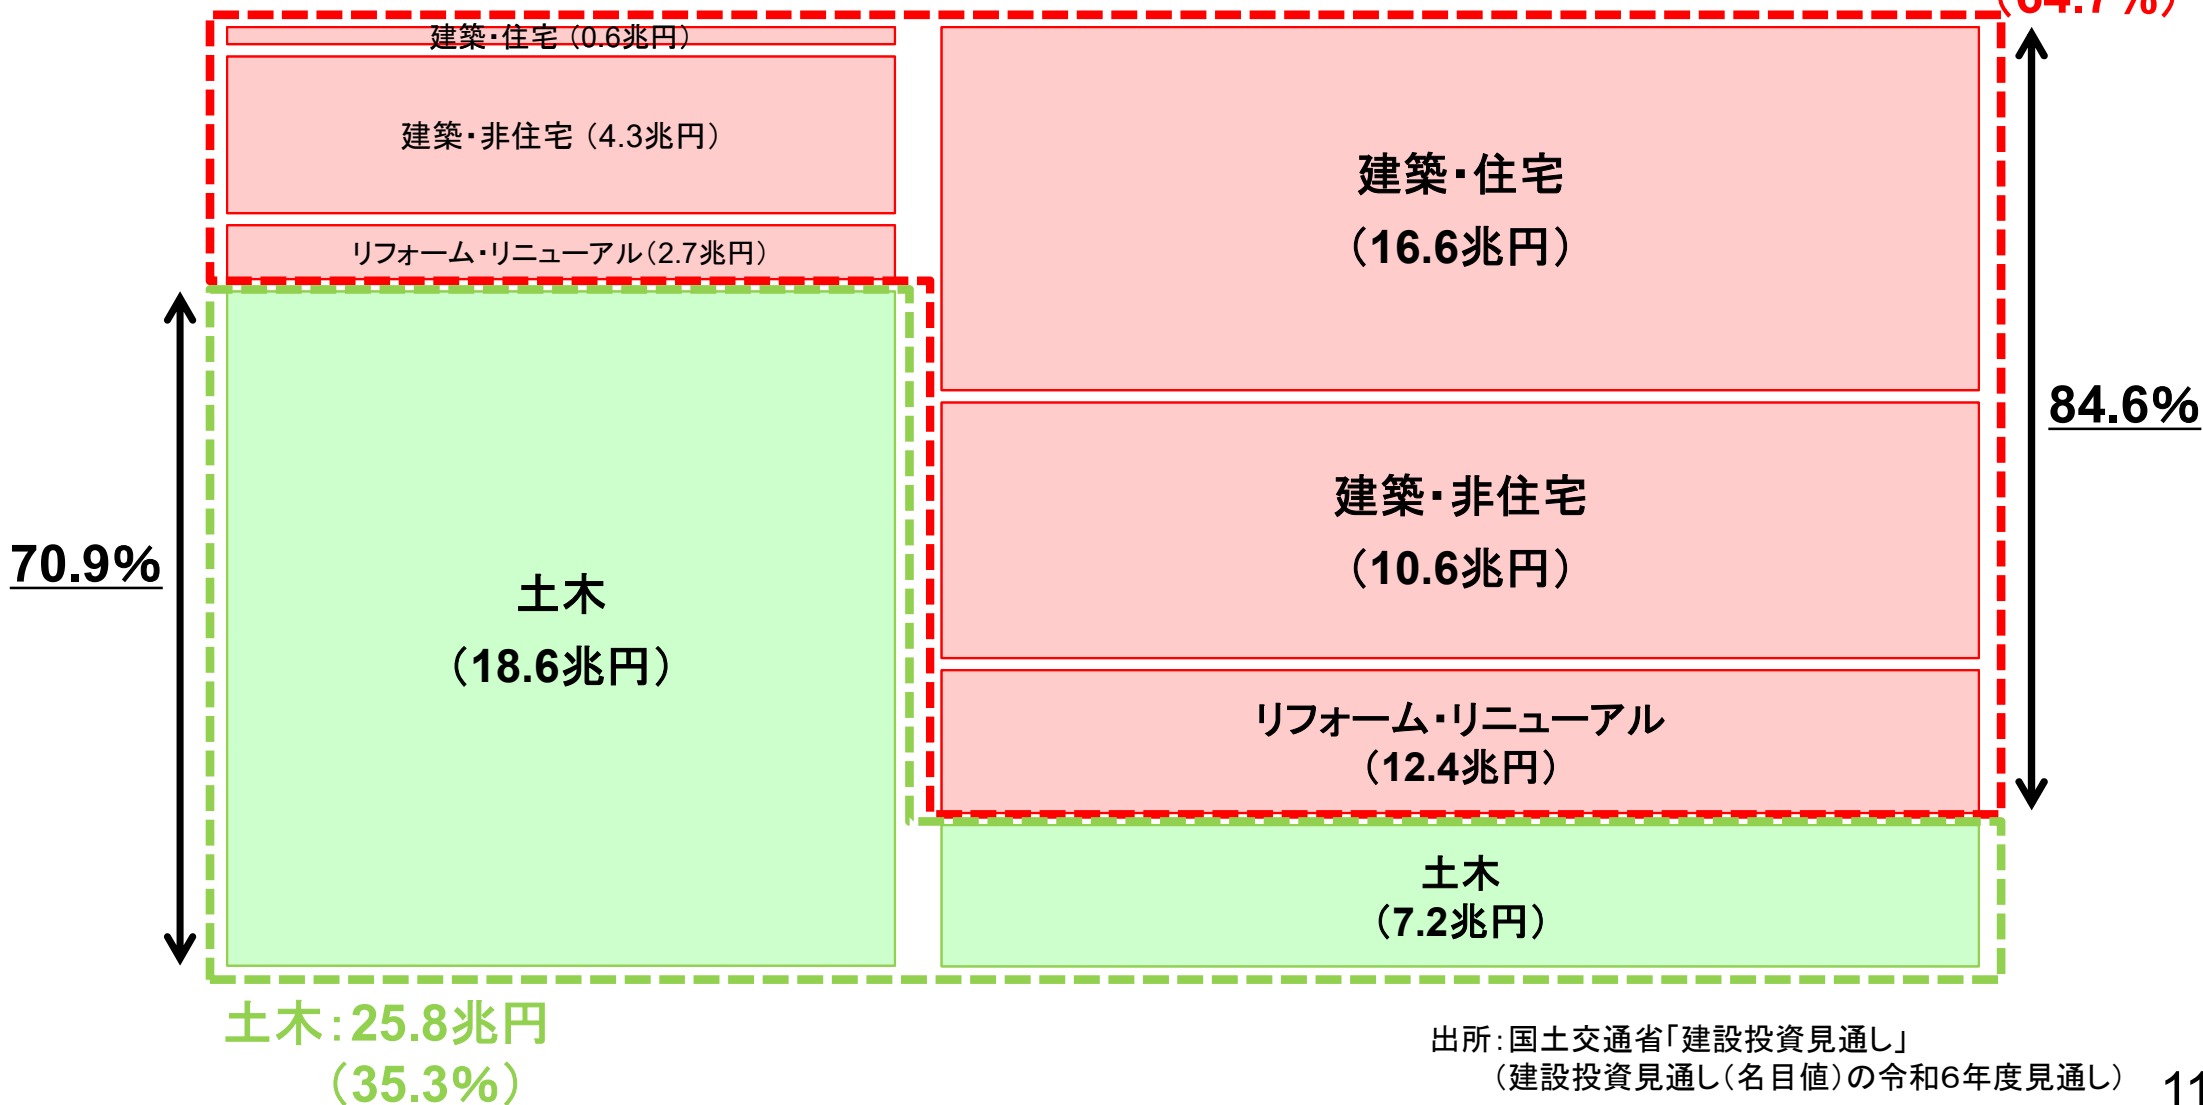 建築・住宅（0.6兆円）
建築・非住宅（4.3兆円）
リフォーム・リニューアル（2.7兆円）
70.9%
土木
（18.6兆円）
建築・住宅
（16.6兆円）
建築・非住宅
（10.6兆円）
リフォーム・リニューアル
（12.4兆円）
84.6%
土木
（7.2兆円）
土木：25.8兆円
（35.3%）
出所：国土交通省「建設投資見通し」
（建設投資見通し（名目値）の令和6年度見通し）
11